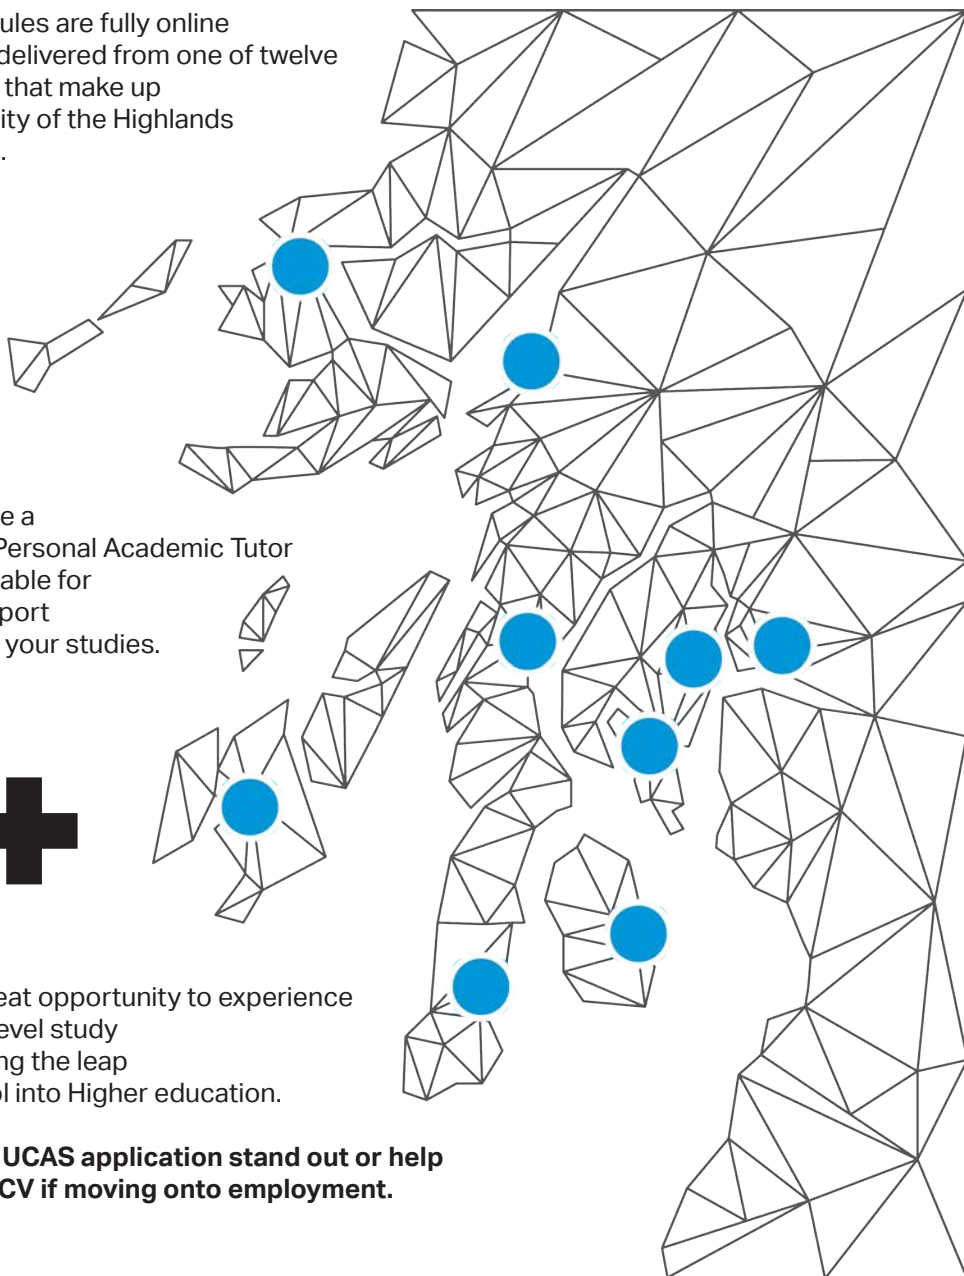 ules are fully online
delivered from one of twelve
that make up
ity of the Highlands
.
e a
Personal Academic Tutor
able for
port
your studies.
eat opportunity to experience
evel study
ng the leap
ol into Higher education.
UCAS application stand out or help
CV if moving onto employment.